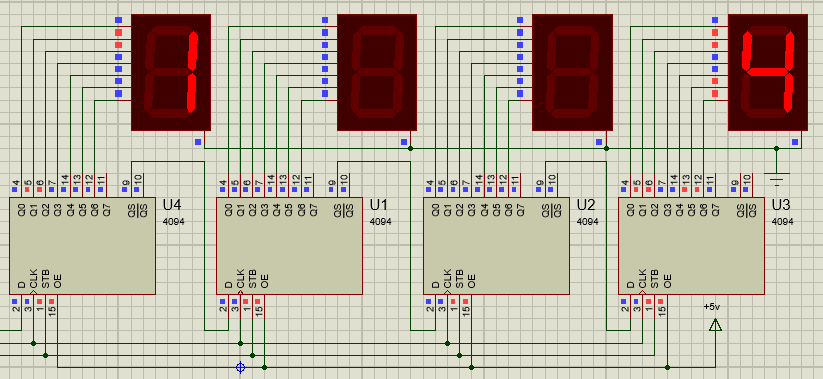 1 4
4 5 6 7 14 13 12 11 9 10 4 5 6 7 14 13 12 11 9 10 4 5 6 7 14 13 12 11 9 10 4 5 6 7 14 13 12 11 9 10
Q0 Q1 Q2 Q3 Q4 Q5 Q6 Q7 QS QS U4 Q0 Q1 Q2 Q3 Q4 Q5 Q6 Q7 QS QS U1 Q0 Q1 Q2 Q3 Q4 Q5 Q6 Q7 QS QS U2 Q0 Q1 Q2 Q3 Q4 Q5 Q6 Q7 QS QS U3
4094 4094 4094 4094
D CLK STB OE D CLK STB OE D CLK STB OE D CLK STB OE
2 3 1 15 2 3 1 15 2 3 1 15 2 3 1 15
+5v